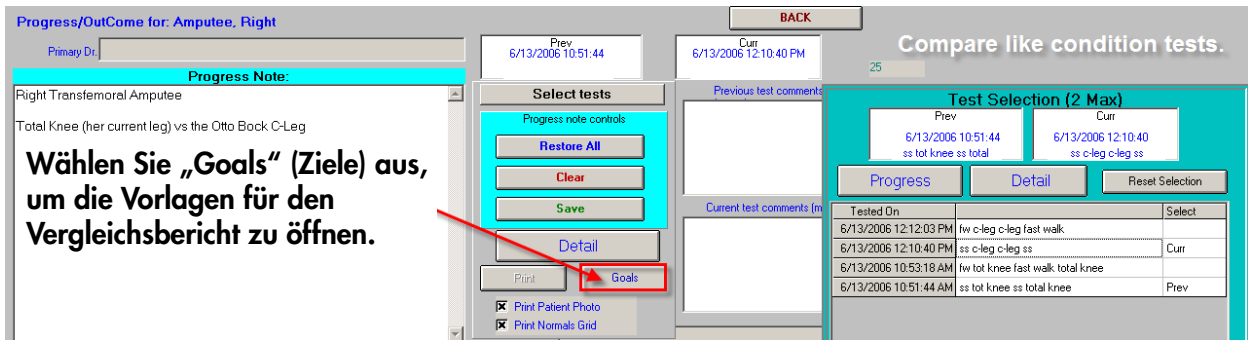 Progress/OutCome for: Amputee, Right
Primary Dr.
Progress Note:
Right Transfemoral Amputee
Total Knee (her current leg) vs the Otto Bock C-Leg
Wählen Sie „Goals“ (Ziele) aus,
um die Vorlagen für den
Vergleichsbericht zu öffnen.
BACK
Prev
6/13/2006 10:51:44
Curr
6/13/2006 12:10:40 PM
Select tests
Progress note controls
Restore All
Clear
Save
Detail
Print
Goals
Print Patient Photo
Print Normals Grid
Previous test comments
Current test comments (m
Compare like condition tests.
25
Test Selection (2 Max)
Prev
6/13/2006 10:51:44
ss tot knee ss total
Curr
6/13/2006 12:10:40
ss c-leg c-leg ss
Progress
Detail
Reset Selection
Tested On Select
6/13/2006 12:12:03 PM fw c-leg c-leg fast walk
6/13/2006 12:10:40 PM ss c-leg c-leg ss Curr
6/13/2006 10:53:18 AM fw tot knee fast walk total knee
6/13/2006 10:51:44 AM ss tot knee ss total knee Prev